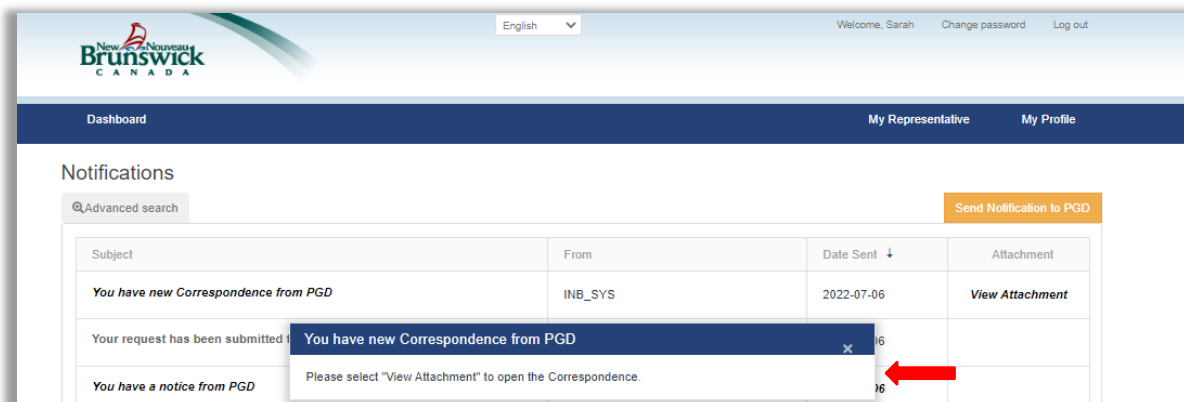 English
Welcome, Sarah Change password Log out
New Nouveau
Brunswick
CANADA
Dashboard My Representative My Profile
Notifications
Advanced search Send Notification to PGD
Subject From Date Sent Attachment
You have new Correspondence from PGD INB_SYS 2022-07-06 View Attachment
Your request has been submitted
You have new Correspondence from PGD × 06
Please select "View Attachment" to open the Correspondence.
You have a notice from PGD 06